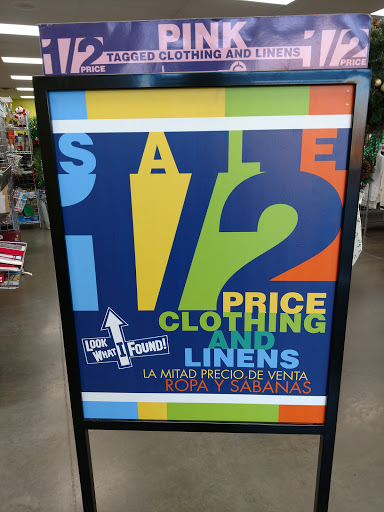 PINK
1/2 PRICE
TAGGED CLOTHING AND LINENS
1/2 PRICE
SALE
1/2
PRICE
CLOTHING
AND
LINENS
LOOK
WHAT I FOUND!
LA MITAD PRECIO DE VENTA
ROPA Y SABANAS